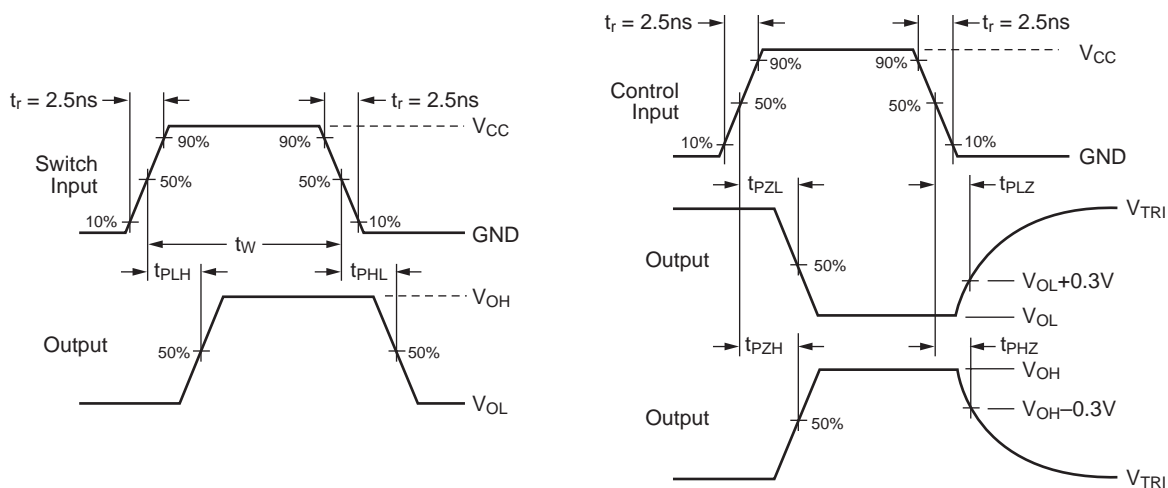 tr = 2.5ns
tr = 2.5ns
VCC
90%
90%
Switch
Input
50%
50%
10%
10%
GND
tW
tPLH
tPHL
VOH
Output
50%
50%
VOL
tr = 2.5ns
tr = 2.5ns
VCC
90%
90%
Control
Input
50%
50%
10%
10%
GND
tPZL
tPLZ
VTRI
Output
50%
VOL+0.3V
VOL
tPZH
tPHZ
VOH
VOH–0.3V
Output
50%
VTRI